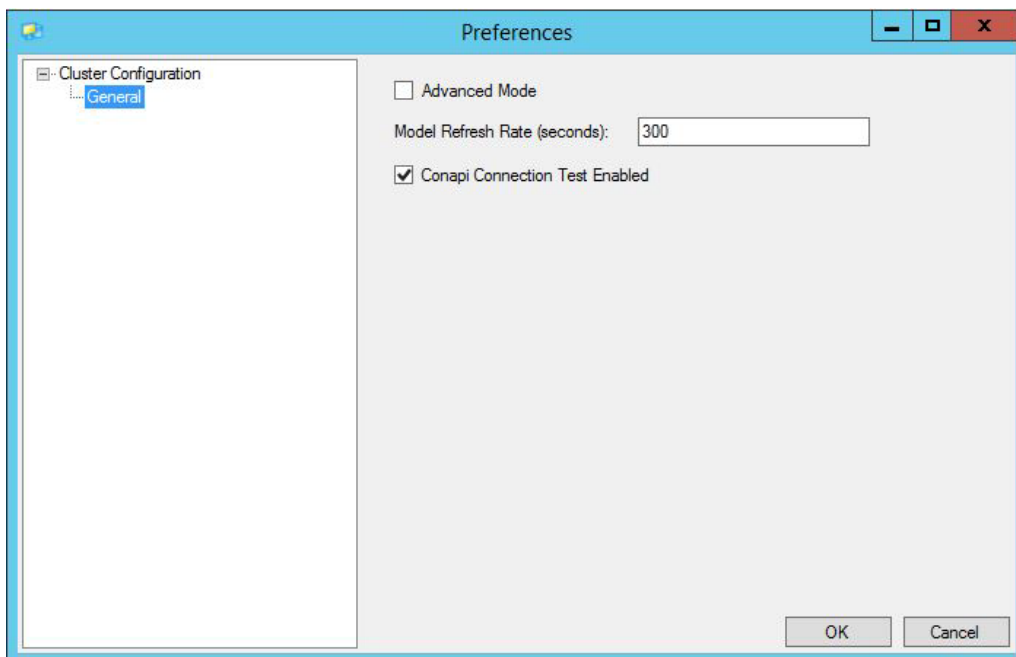 Preferences
Cluster Configuration
General
Advanced Mode
Model Refresh Rate (seconds): 300
Conapi Connection Test Enabled
OK Cancel